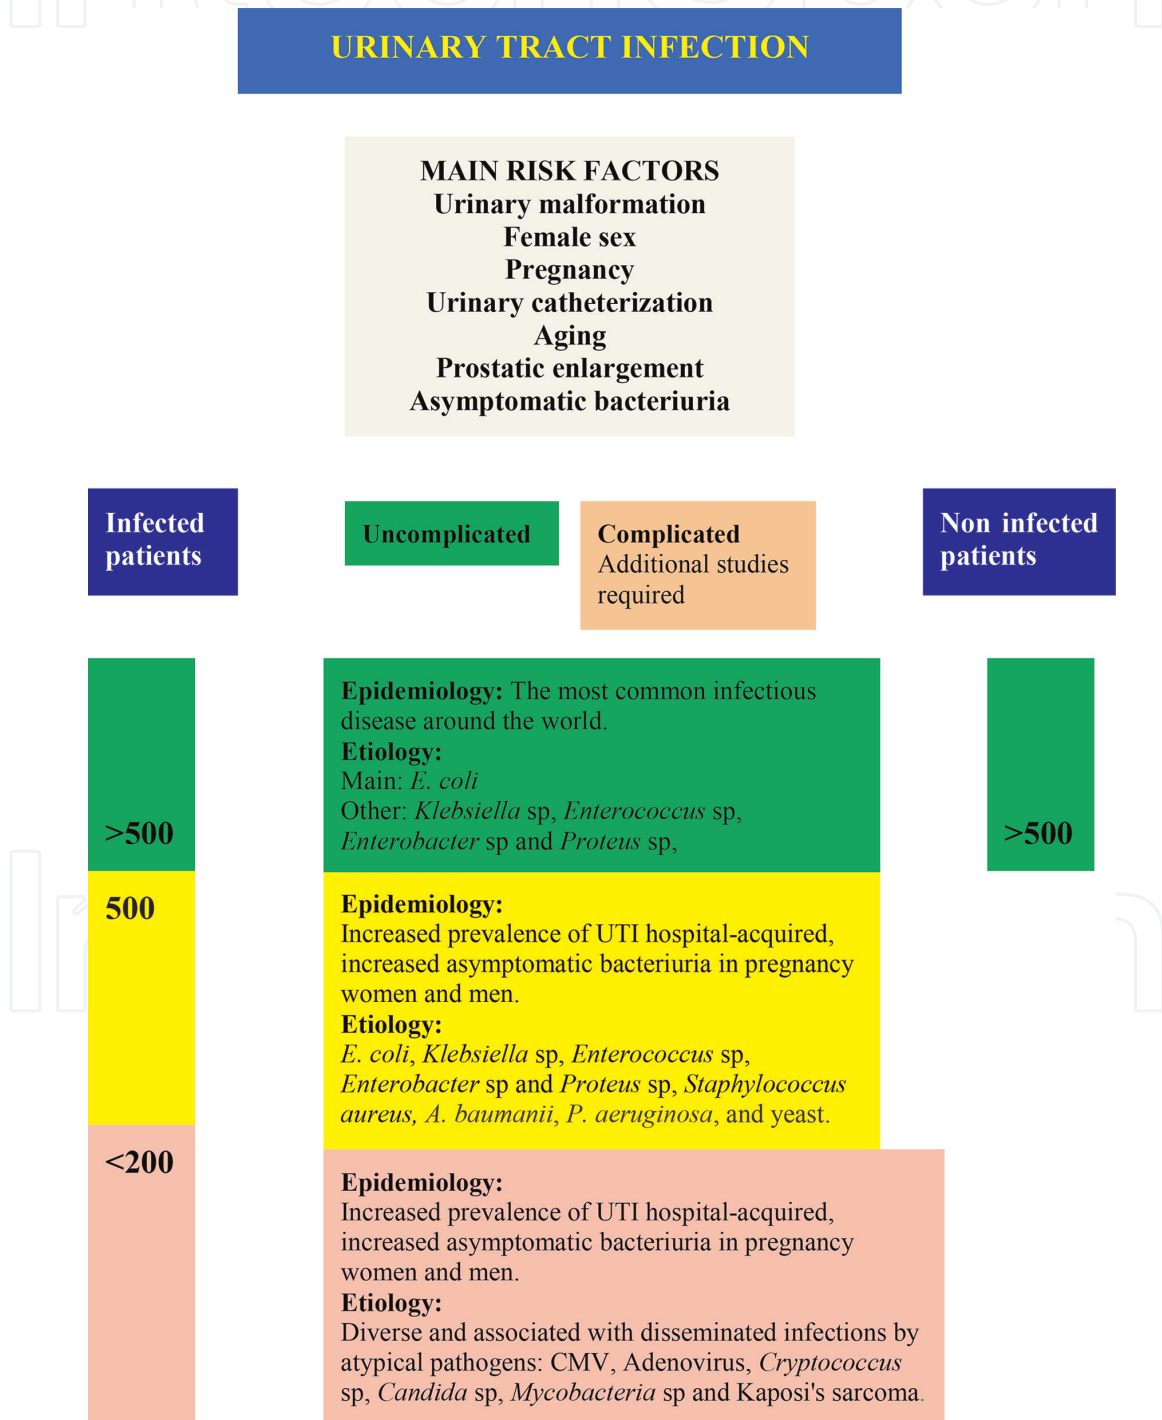 URINARY TRACT INFECTION
MAIN RISK FACTORS
Urinary malformation
Female sex
Pregnancy
Urinary catheterization
Aging
Prostatic enlargement
Asymptomatic bacteriuria
Infected
patients
Uncomplicated
Complicated
Additional studies
required
Non infected
patients
>500
Epidemiology: The most common infectious
disease around the world.
Etiology:
Main: E. coli
Other: Klebsiella sp, Enterococcus sp,
Enterobacter sp and Proteus sp,
>500
500
Epidemiology:
Increased prevalence of UTI hospital-acquired,
increased asymptomatic bacteriuria in pregnancy
women and men.
Etiology:
E. coli, Klebsiella sp, Enterococcus sp,
Enterobacter sp and Proteus sp, Staphylococcus
aureus, A. baumanii, P. aeruginosa, and yeast.
<200
Epidemiology:
Increased prevalence of UTI hospital-acquired,
increased asymptomatic bacteriuria in pregnancy
women and men.
Etiology:
Diverse and associated with disseminated infections by
atypical pathogens: CMV, Adenovirus, Cryptococcus
sp, Candida sp, Mycobacteria sp and Kaposi's sarcoma.